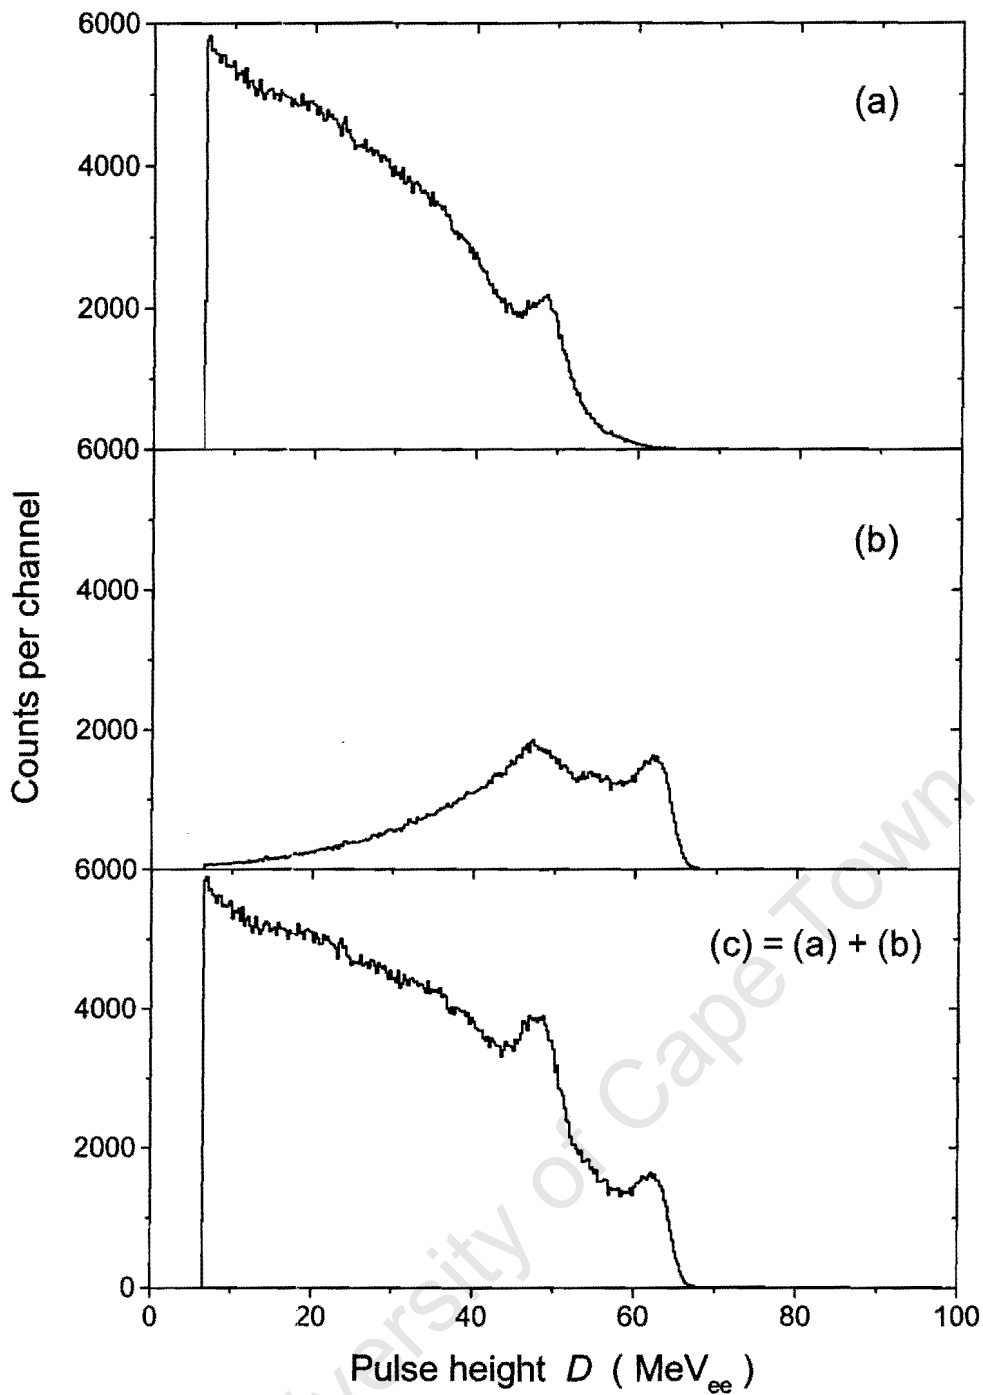 6000
4000
2000
6000
(a)
4000
2000
6000
(b)
4000
2000
0
(c) = (a) + (b)
0 20 40 60 80 100
Counts per channel
Pulse height D ( MeVee )
University of Cape Town